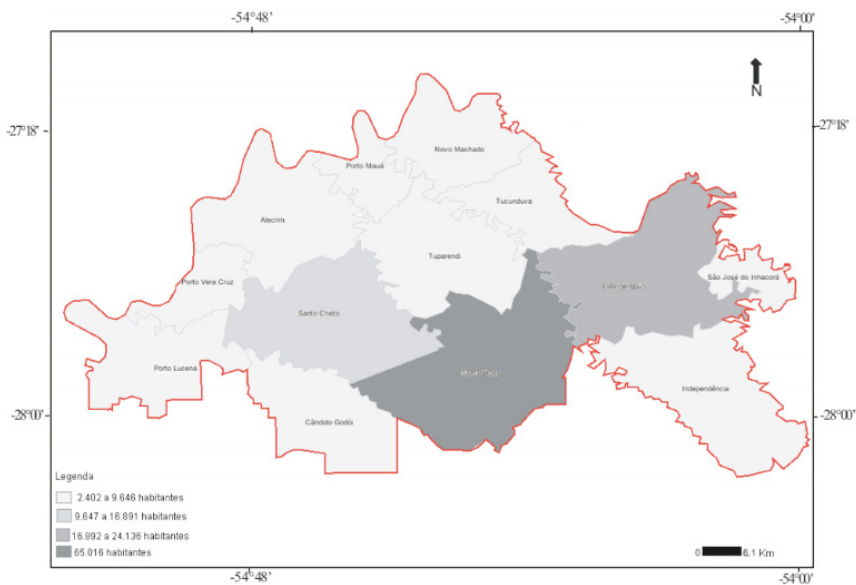 -54°48'
-54°00'
N
-27°18'
-27°18'
Novo Machado
Porto Mauá
Tucunduva
Alecrim
Tuparendi
São José do Inhacorá
Porto Vera Cruz
Três de Maio
Santo Cristo
Porto Lucena
Independência
Cândido Godói
-28°00'
-28°00'
Legenda
2.402 a 9.646 habitantes
9.647 a 16.891 habitantes
16.892 a 24.136 habitantes
65.016 habitantes
0 6.1 Km
-54°48'
-54°00'